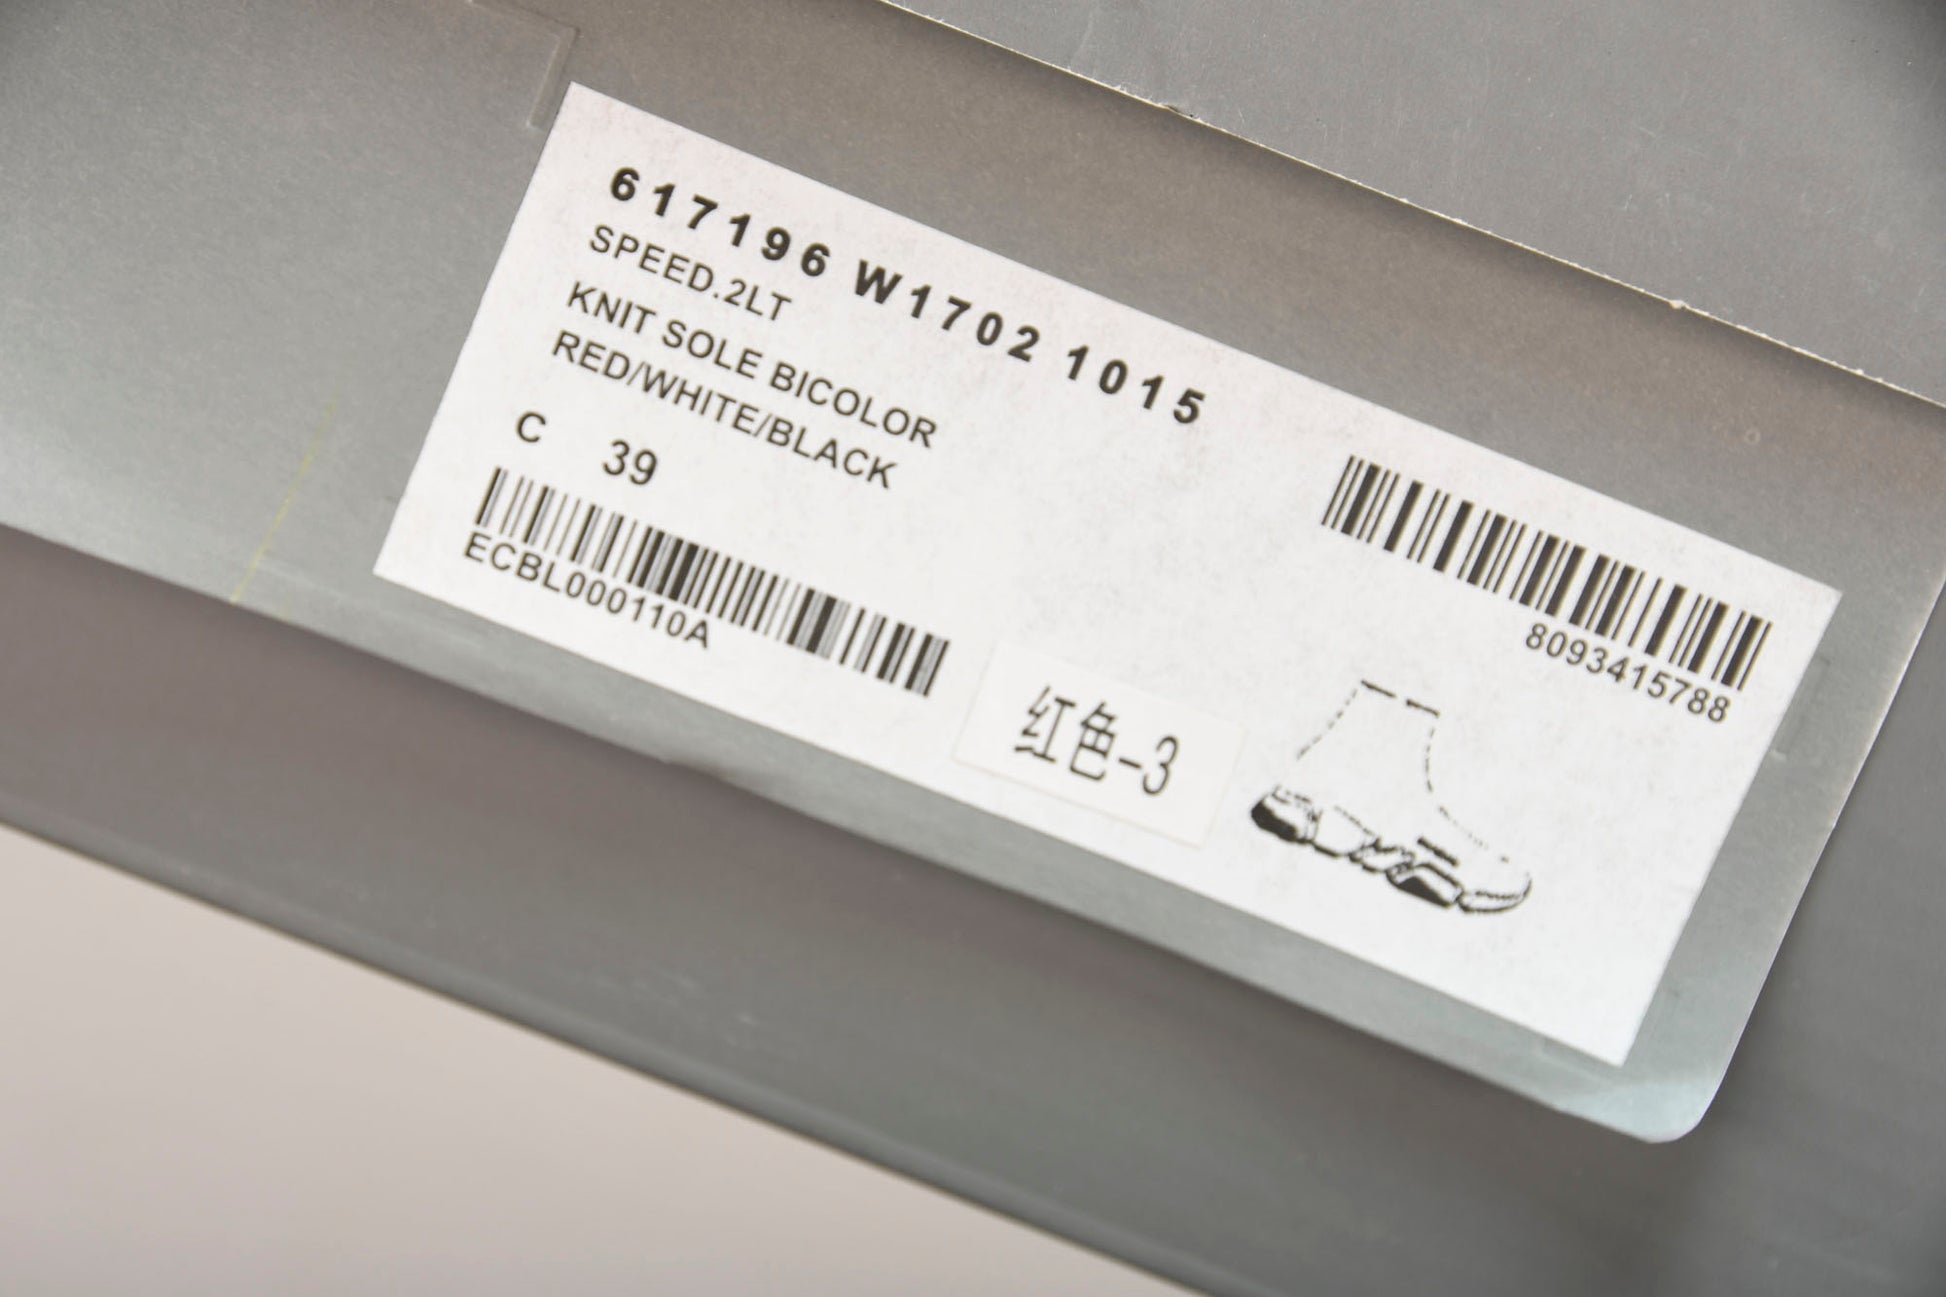 617196 W1702 1015
SPEED.2LT
KNIT SOLE BICOLOR
RED/WHITE/BLACK
C 39
ECBL000110A
8093415788
红色-3